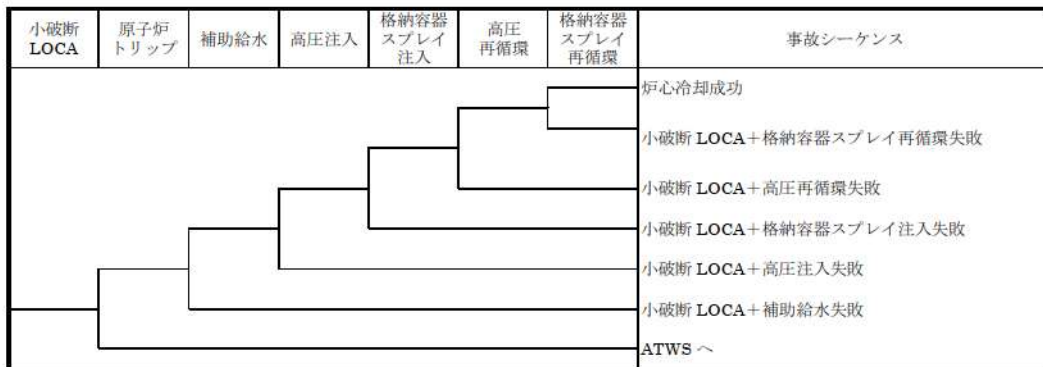 小破断
LOCA
原子炉
トリップ
補助給水
高圧注入
格納容器
スプレイ
注入
高圧
再循環
格納容器
スプレイ
再循環
事故シーケンス
炉心冷却成功
小破断 LOCA＋格納容器スプレイ再循環失敗
小破断 LOCA＋高圧再循環失敗
小破断 LOCA＋格納容器スプレイ注入失敗
小破断 LOCA＋高圧注入失敗
小破断 LOCA＋補助給水失敗
ATWS へ